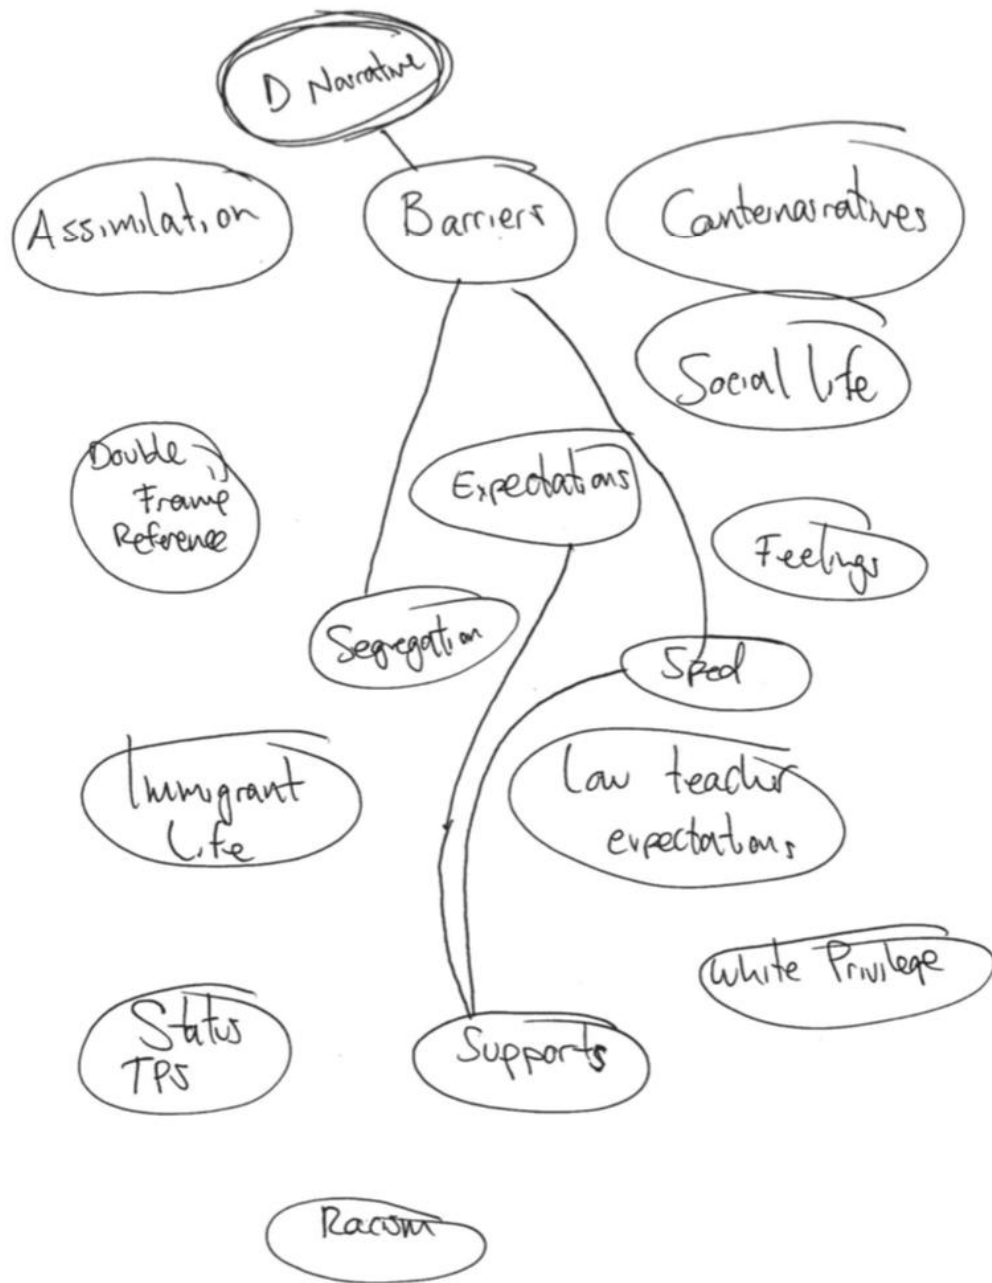 D Narrative
Assimilation
Barriers
Conternarratives
Social life
Double
Frame
Reference
Expectations
Feelings
Segregation
Sped
Immigrant
Life
Low teacher
expectations
White Privilege
Status
TPS
Supports
Racism